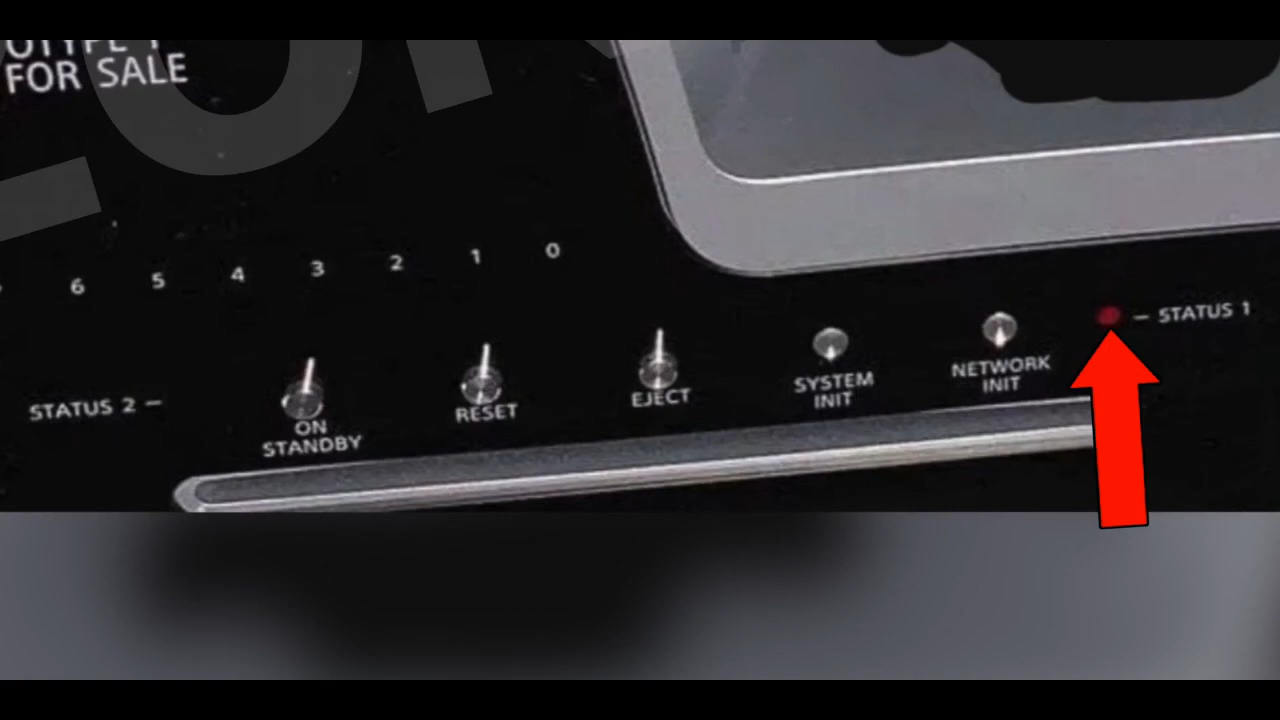 FOR SALE
6 5 4 3 2 1 0
STATUS 1
NETWORK
INIT
SYSTEM
INIT
EJECT
RESET
STATUS 2
ON
STANDBY